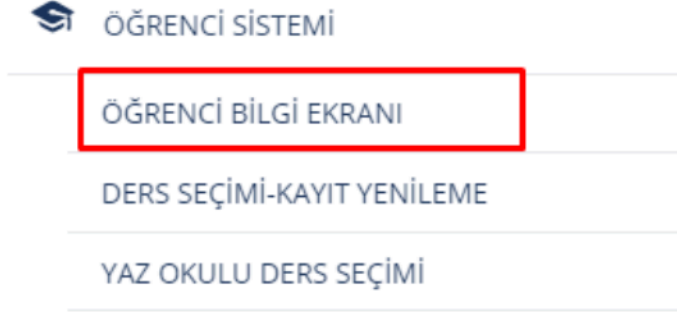 ÖĞRENCİ SİSTEMİ
ÖĞRENCİ BİLGİ EKRANI
DERS SEÇİMİ-KAYIT YENİLEME
YAZ OKULU DERS SEÇİMİ